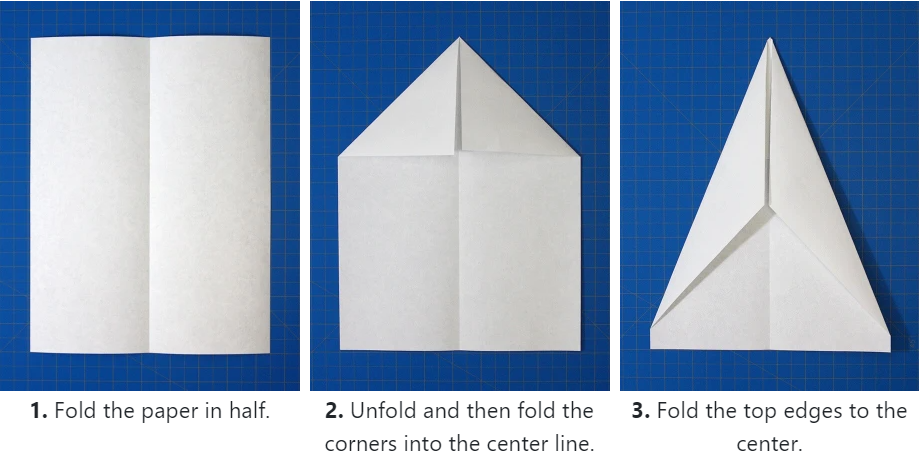 1. Fold the paper in half.
2. Unfold and then fold the
corners into the center line.
3. Fold the top edges to the
center.